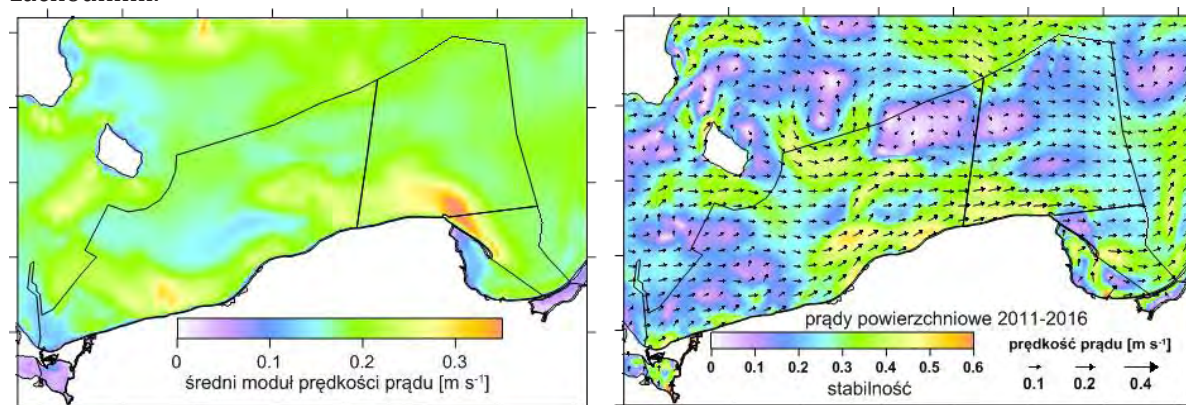 0 0.1 0.2 0.3
średni moduł prędkości prądu [m s-1]
prądy powierzchniowe 2011-2016
0 0.1 0.2 0.3 0.4 0.5 0.6
stabilność
prędkość prądu [m s-1]
0.1 0.2 0.4